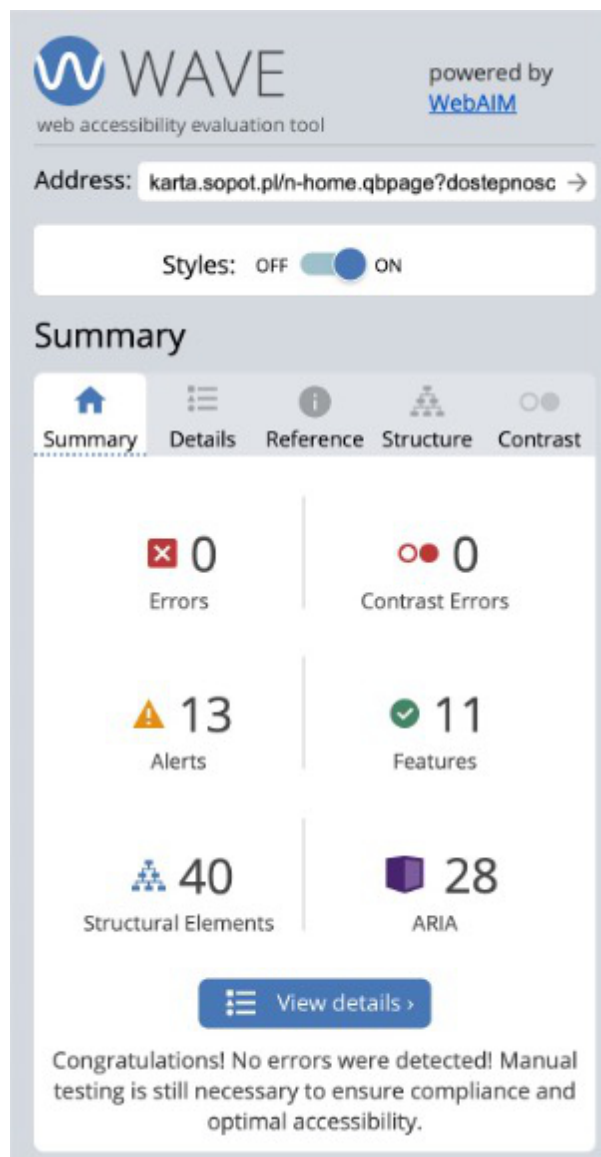 WAVE
powered by
WebAIM
web accessibility evaluation tool
Address: karta.sopot.pl/n-home.qbpage?dostepnosc →
Styles: OFF ON
Summary
Summary Details Reference Structure Contrast
0 0
Errors Contrast Errors
13 11
Alerts Features
40 28
Structural Elements ARIA
View details ›
Congratulations! No errors were detected! Manual
testing is still necessary to ensure compliance and
optimal accessibility.